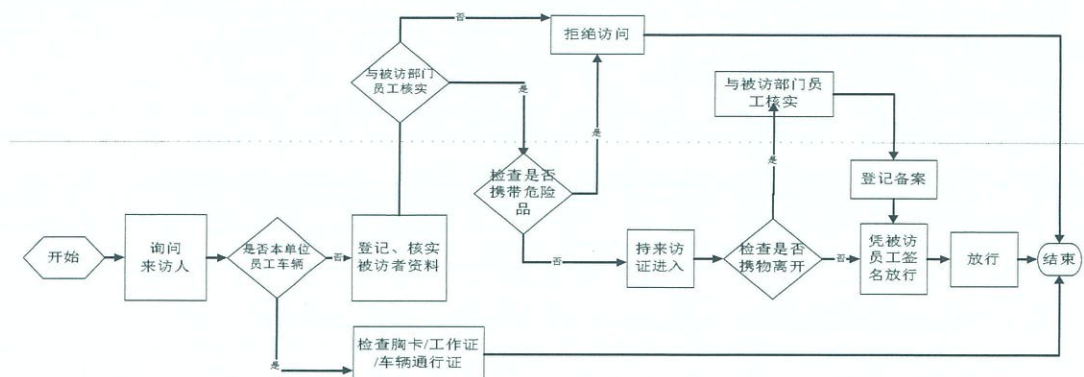 否
拒绝访问
与被访部门
员工核实
是
与被访部门员
工核实
是
是
检查是否
携带危险
品
登记备案
开始
询问
来访人
是否本单位
员工车辆
否
登记、核实
被访者资料
否
持来访
证进入
检查是否
携物离开
否
凭被访
员工签
名放行
放行
结束
是
检查胸卡/工作证
/车辆通行证